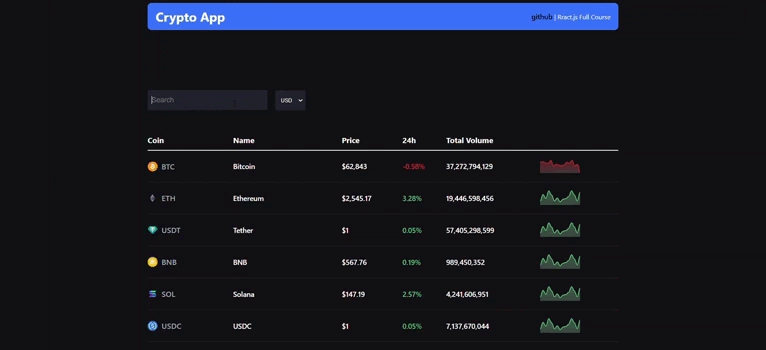 Crypto App
github | Rract.js Full Course
Search
USD
Coin Name Price 24h Total Volume
BTC Bitcoin $62,843 -0.58% 37,272,794,129
ETH Ethereum $2,545.17 3.28% 19,446,598,456
USDT Tether $1 0.05% 57,405,298,599
BNB BNB $567.76 0.19% 989,450,352
SOL Solana $147.19 2.57% 4,241,606,951
USDC USDC $1 0.05% 7,137,670,044